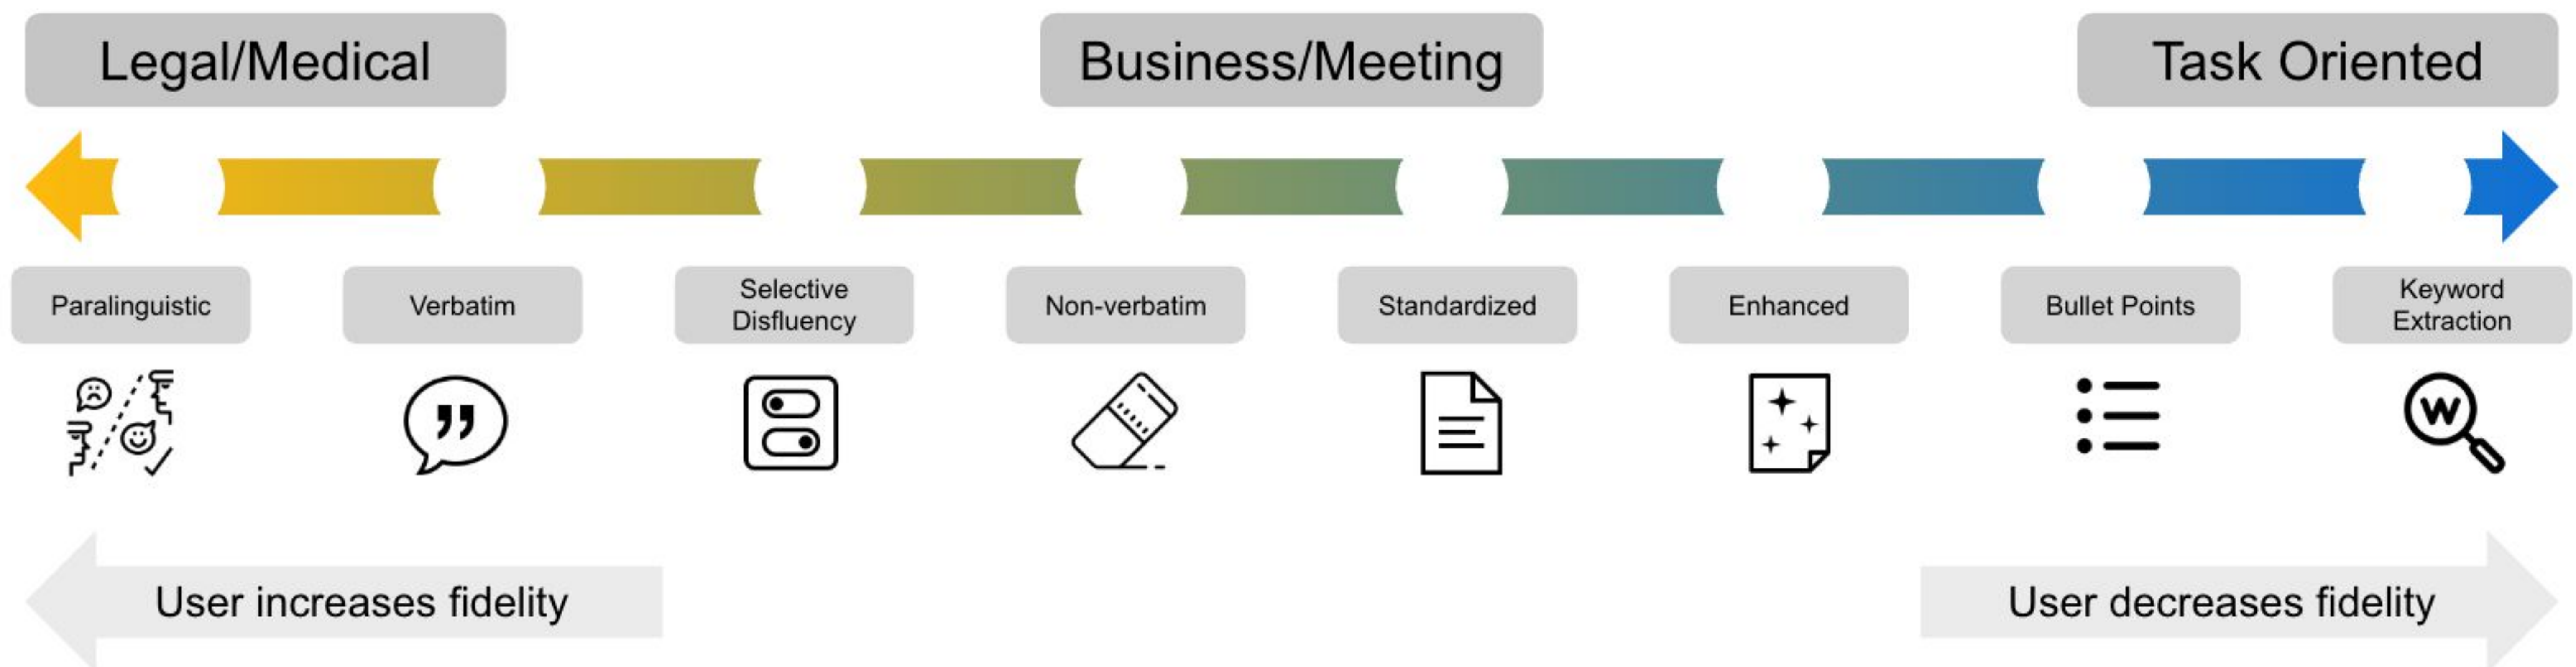 Legal/Medical
Business/Meeting
Task Oriented
Paralinguistic
Verbatim
Selective
Disfluency
Non-verbatim
Standardized
Enhanced
Bullet Points
Keyword
Extraction
W
User increases fidelity
User decreases fidelity